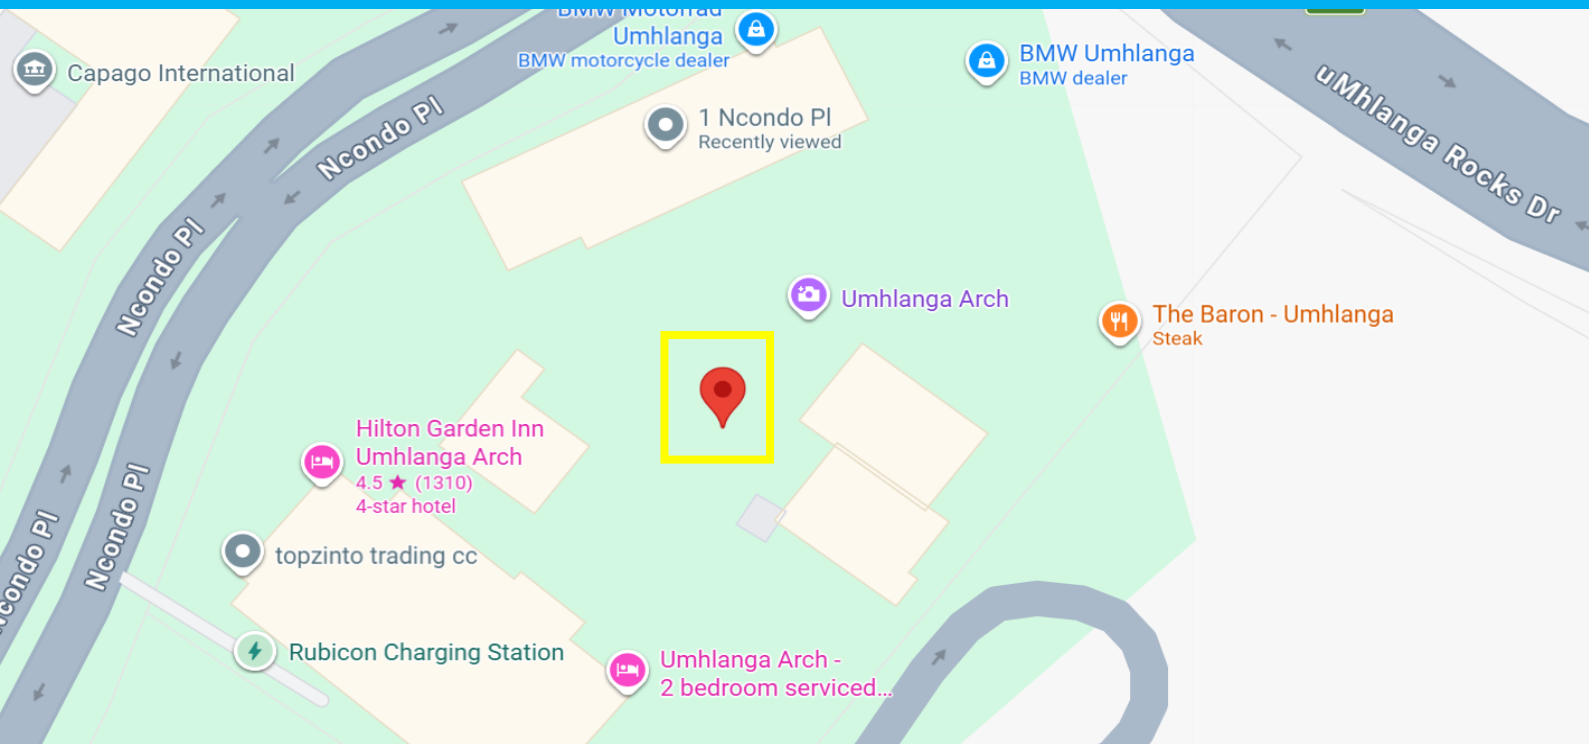 BMW Motorrad
Umhlanga
BMW motorcycle dealer
BMW Umhlanga
BMW dealer
Capago International
uMhlanga Rocks Dr
Ncondo Pl
1 Ncondo Pl
Recently viewed
Ncondo Pl
Umhlanga Arch
The Baron - Umhlanga
Steak
Hilton Garden Inn
Umhlanga Arch
4.5 ★ (1310)
4-star hotel
Ncondo Pl
Ncondo Pl
topzinto trading cc
Rubicon Charging Station
Umhlanga Arch -
2 bedroom serviced...